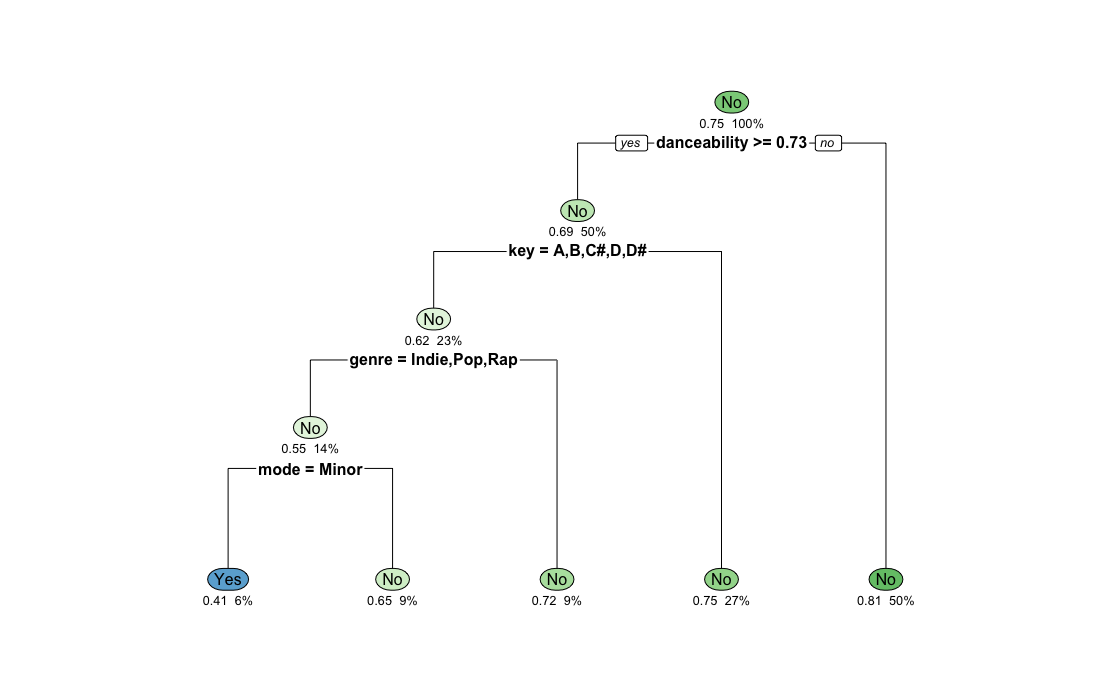 No
0.75 100%
yes danceability >= 0.73 no
No
0.69 50%
key = A,B,C#,D,D#
No
0.62 23%
genre = Indie,Pop,Rap
No
0.55 14%
mode = Minor
Yes No No No No
0.41 6% 0.65 9% 0.72 9% 0.75 27% 0.81 50%